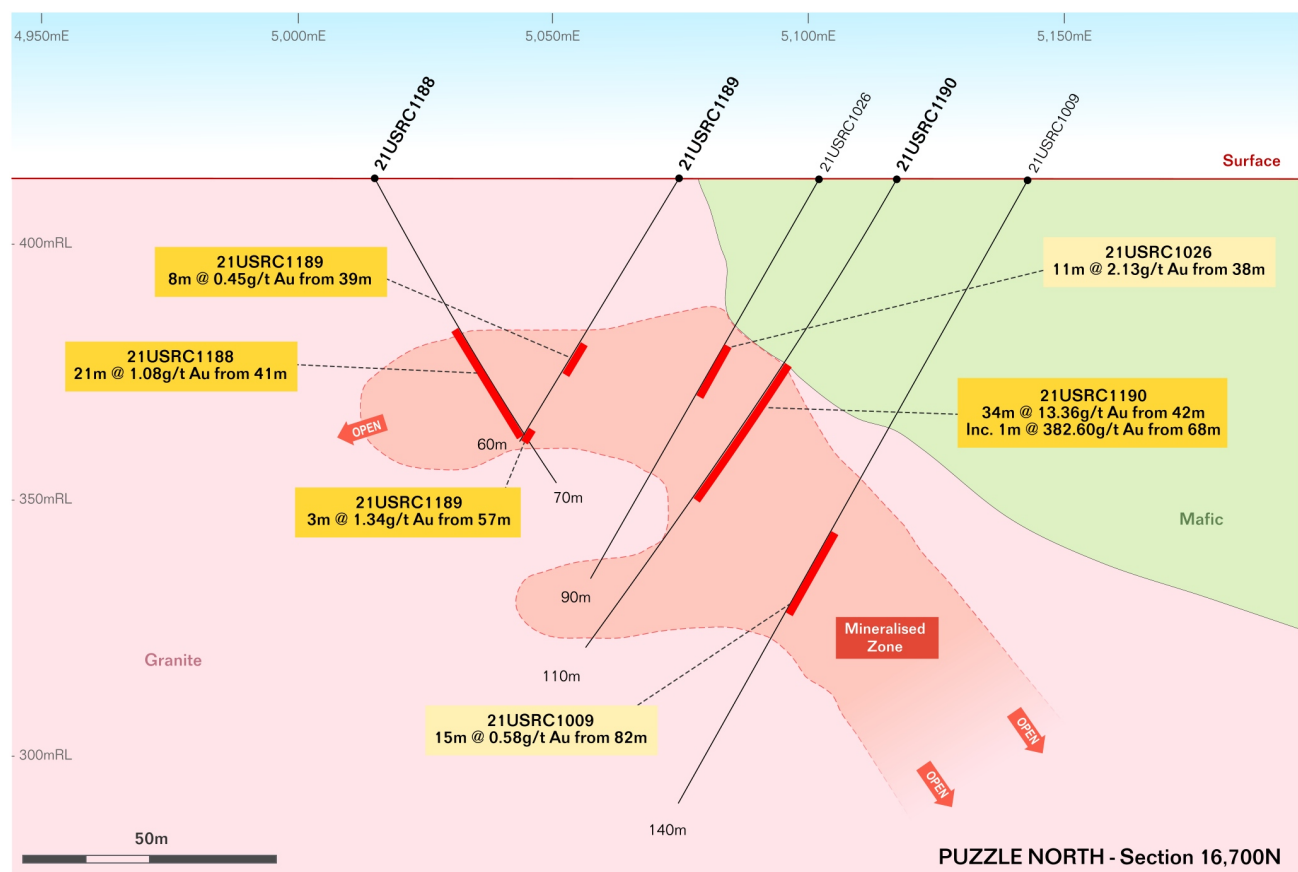 4,950mE
5,000mE
5,050mE
5,100mE
5,150mE
21USRC1188
21USRC1189
21USRC1026
21USRC1190
21USRC1009
Surface
400mRL
21USRC1189
8m @ 0.45g/t Au from 39m
21USRC1026
11m @ 2.13g/t Au from 38m
21USRC1188
21m @ 1.08g/t Au from 41m
21USRC1190
34m @ 13.36g/t Au from 42m
Inc. 1m @ 382.60g/t Au from 68m
OPEN
60m
70m
350mRL
21USRC1189
3m @ 1.34g/t Au from 57m
Mafic
90m
Mineralised
Zone
Granite
110m
21USRC1009
15m @ 0.58g/t Au from 82m
OPEN
300mRL
OPEN
140m
50m
PUZZLE NORTH - Section 16,700N